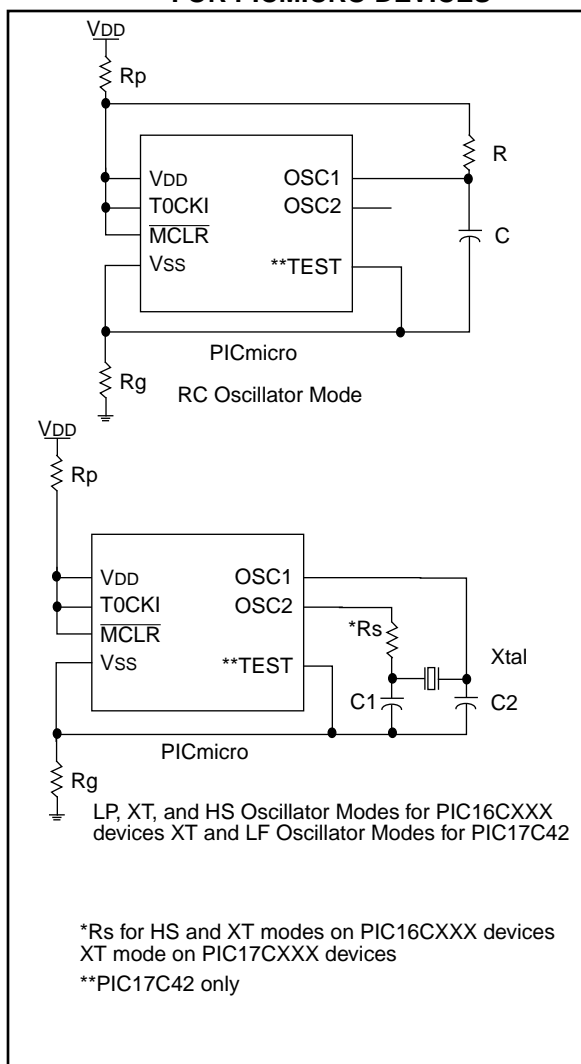 FOR PICMICRO DEVICES
VDD
Rp
R
VDD
OSC1
T0CKI
OSC2
MCLR
C
VSS
**TEST
PICmicro
Rg
RC Oscillator Mode
VDD
Rp
VDD
OSC1
T0CKI
OSC2
*Rs
MCLR
Xtal
VSS
**TEST
C1
C2
PICmicro
Rg
LP, XT, and HS Oscillator Modes for PIC16CXXX
devices XT and LF Oscillator Modes for PIC17C42
*Rs for HS and XT modes on PIC16CXXX devices
XT mode on PIC17CXXX devices
**PIC17C42 only